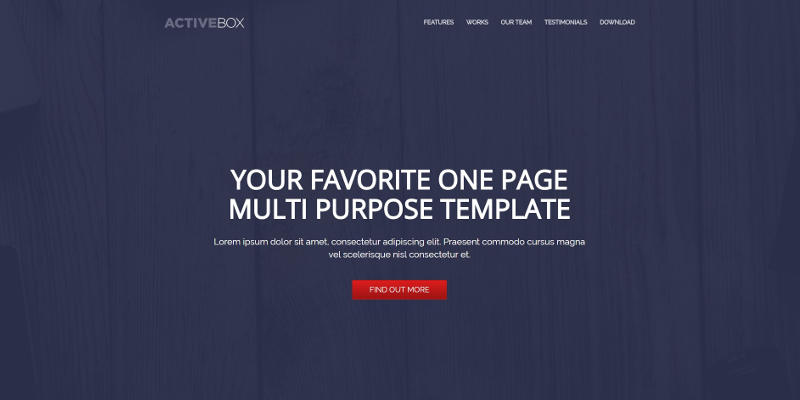 ACTIVEBOX
FEATURES WORKS OUR TEAM TESTIMONIALS DOWNLOAD
YOUR FAVORITE ONE PAGE
MULTI PURPOSE TEMPLATE
Lorem ipsum dolor sit amet, consectetur adipiscing elit. Praesent commodo cursus magna
vel scelerisque nisl consectetur et.
FIND OUT MORE